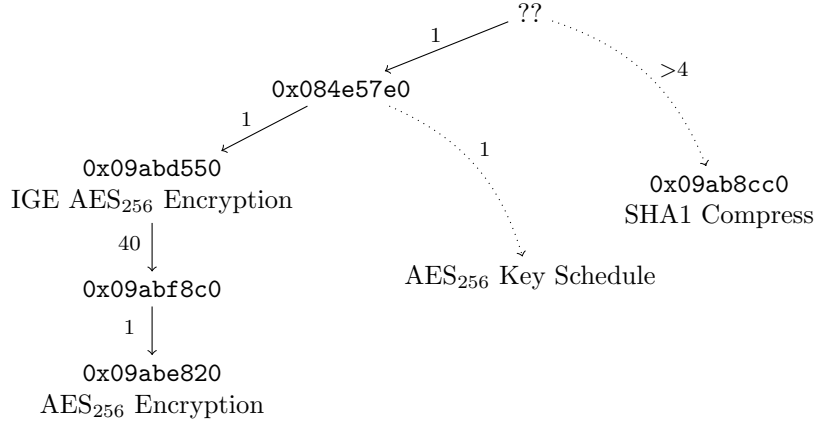 ??
1
>4
0x084e57e0
1
1
0x09abd550
IGE AES₂₅₆ Encryption
0x09ab8cc0
SHA1 Compress
40
AES₂₅₆ Key Schedule
0x09abf8c0
1
0x09abe820
AES₂₅₆ Encryption